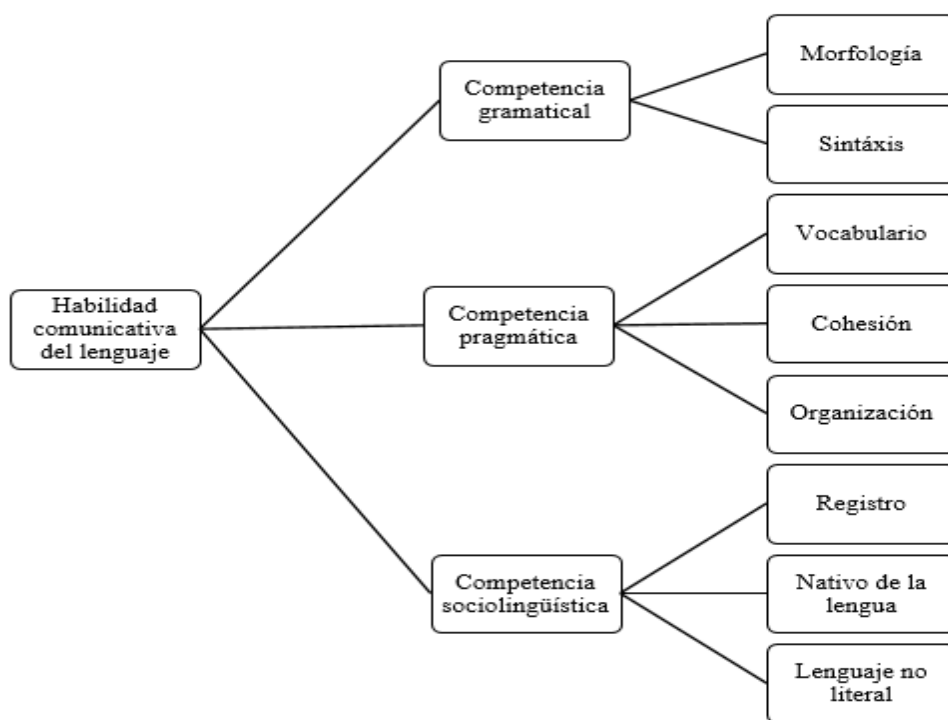 Habilidad
comunicativa
del lenguaje
Competencia
gramatical
Morfología
Sintáxis
Competencia
pragmática
Vocabulario
Cohesión
Organización
Competencia
sociolingüística
Registro
Nativo de la
lengua
Lenguaje no
literal